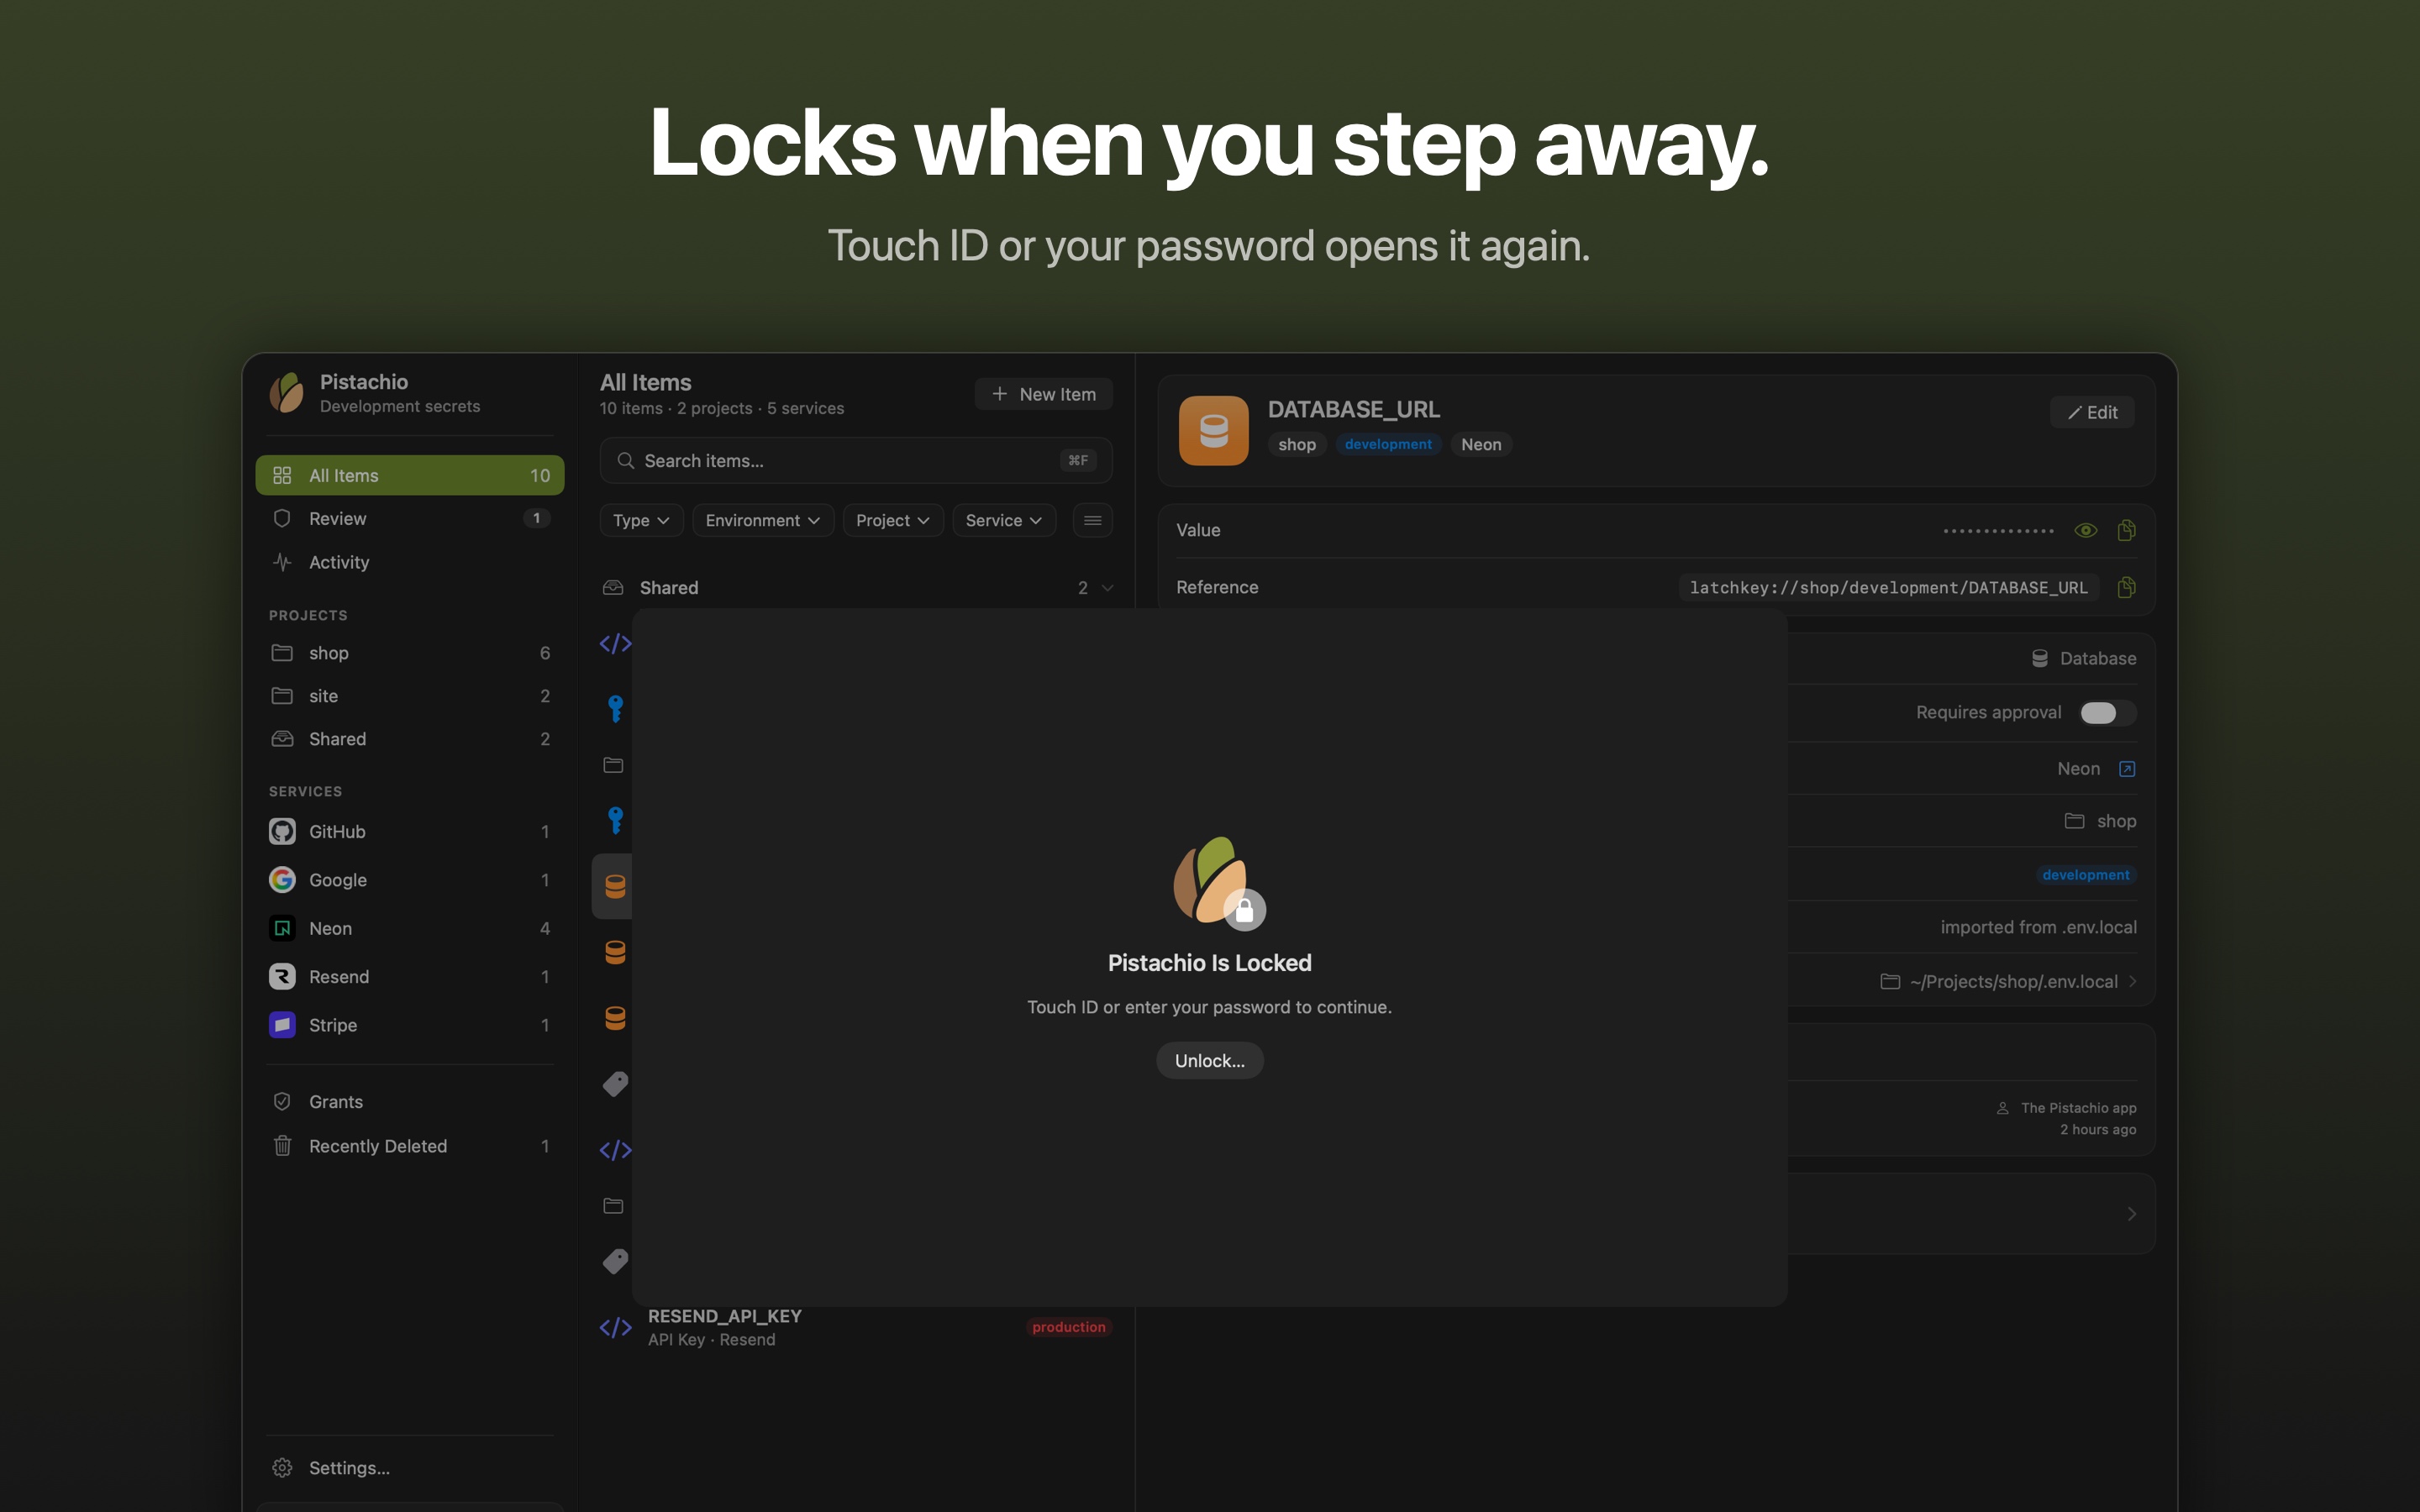 Locks when you step away.
Touch ID or your password opens it again.
Pistachio
Development secrets
All Items 10
Review 1
Activity
PROJECTS
shop 6
site 2
Shared 2
SERVICES
GitHub 1
Google 1
Neon 4
Resend 1
Stripe 1
Grants
Recently Deleted 1
Settings...
All Items
10 items · 2 projects · 5 services
New Item
Search items... ⌘F
Type Environment Project Service
Shared 2
RESEND_API_KEY
API Key · Resend
production
DATABASE_URL
shop development Neon
Edit
Value ••••••••••••••
Reference latchkey://shop/development/DATABASE_URL
Database
Requires approval
Neon
shop
development
imported from .env.local
~/Projects/shop/.env.local
The Pistachio app
2 hours ago
Pistachio Is Locked
Touch ID or enter your password to continue.
Unlock...